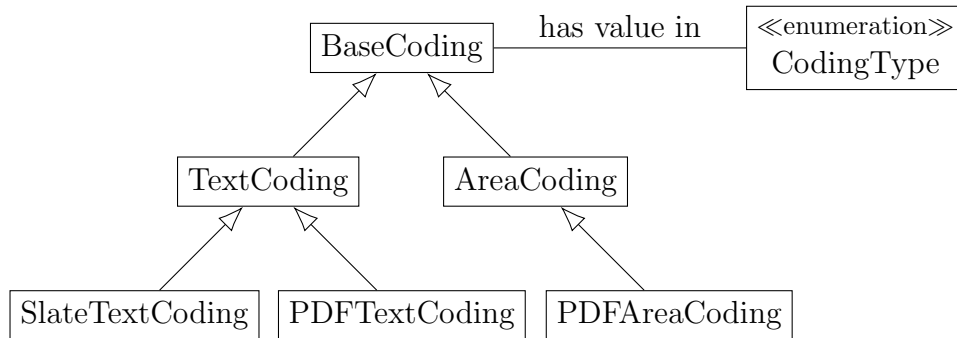 BaseCoding
has value in
≪enumeration≫
CodingType
TextCoding
AreaCoding
SlateTextCoding
PDFTextCoding
PDFAreaCoding